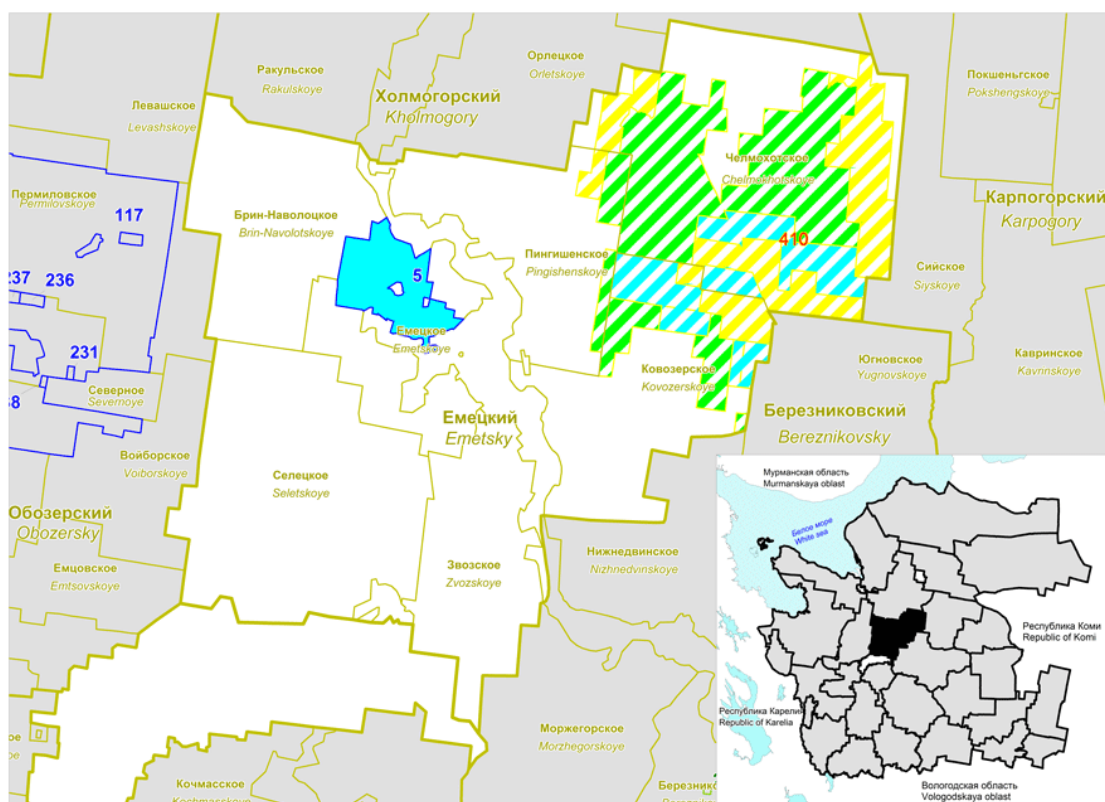 Орлецкое
Orletskoye
Ракульское
Rakulskoye
Покшеньгское
Pokshengskoye
Холмогорский
Kholmogory
Левашское
Levashskoye
Челмохотское
Chelmokhotskoye
Пермиловское
Permilovskoye
Карпогорский
Karpogory
117
Брин-Наволоцкое
Brin-Navolotskoye
410
Пингишенское
Pingishenskoye
Сийское
Siyskoye
237
236
5
Емецкое
Emetskoye
231
Северное
Severnoye
Ковозерское
Kovozerskoye
Югновское
Yugnovskoye
Кавринское
Kavrinskoye
38
Емецкий
Emetsky
Березниковский
Bereznikovsky
Войборское
Voiborskoye
Селецкое
Seletskoye
Мурманская область
Murmanskaya oblast
Обозерский
Obozersky
Белое море
White sea
Нижнедвинское
Nizhnedvinskoye
Звозское
Zvozskoye
Емцовское
Emtsovskoye
Республика Коми
Republic of Komi
Республика Карелия
Republic of Karelia
Моржегорское
Morzhegorskoye
Кочмасское
Kochmasskoye
Вологодская область
Vologodskaya oblast